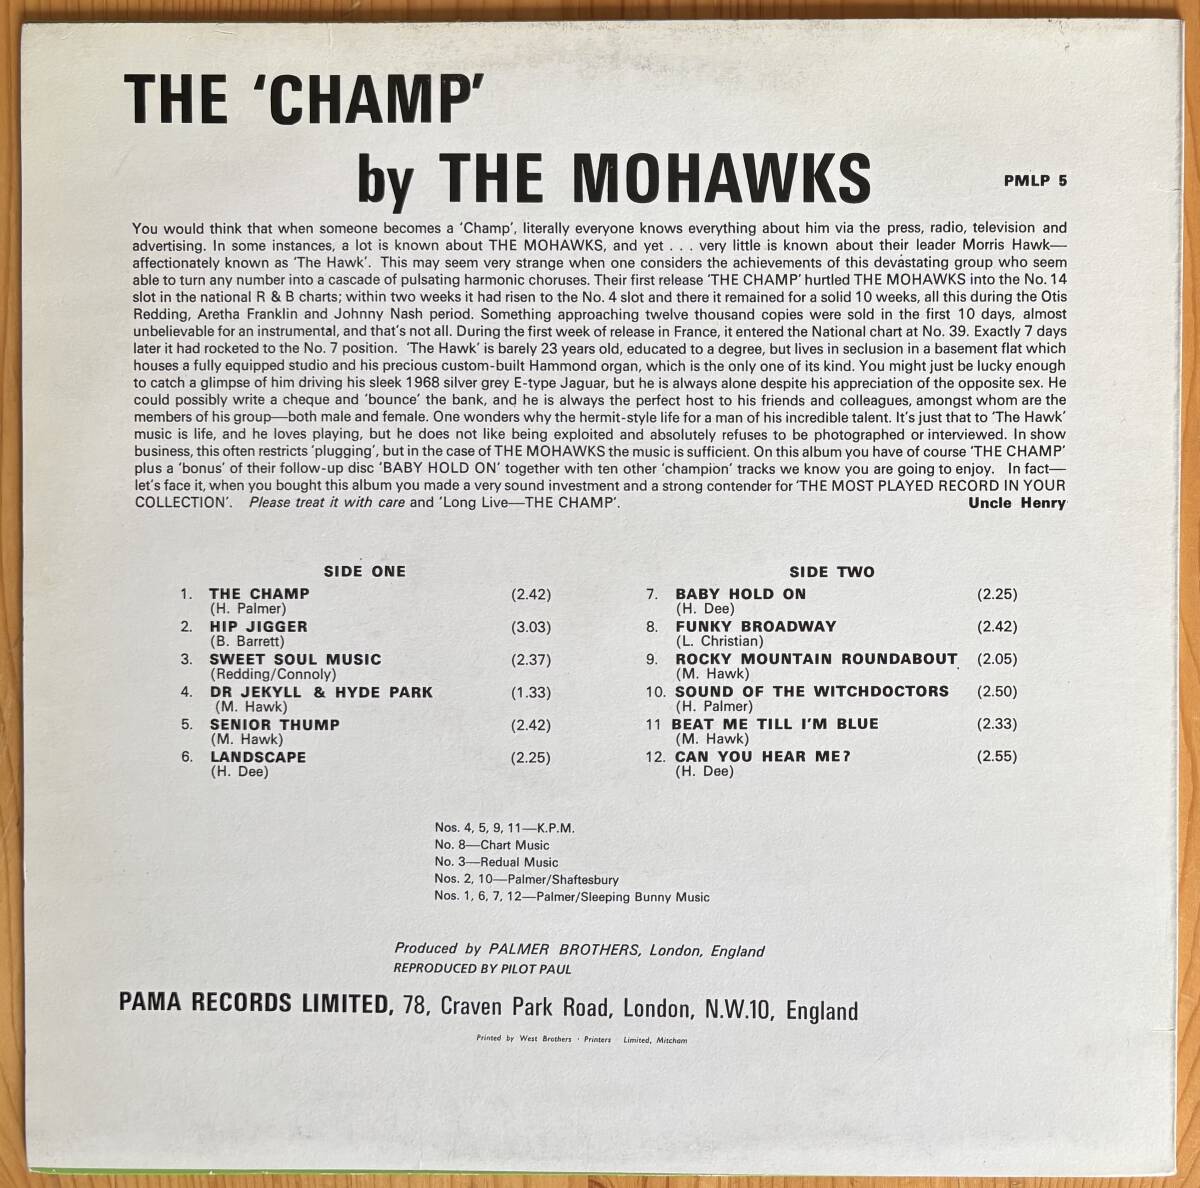 THE 'CHAMP'
by THE MOHAWKS
PMLP 5
You would think that when someone becomes a 'Champ', literally everyone knows everything about him via the press, radio, television and
advertising. In some instances, a lot is known about THE MOHAWKS, and yet . . . very little is known about their leader Morris Hawk—
affectionately known as 'The Hawk'. This may seem very strange when one considers the achievements of this devastating group who seem
able to turn any number into a cascade of pulsating harmonic choruses. Their first release 'THE CHAMP' hurtled THE MOHAWKS into the No. 14
slot in the national R & B charts; within two weeks it had risen to the No. 4 slot and there it remained for a solid 10 weeks, all this during the Otis
Redding, Aretha Franklin and Johnny Nash period. Something approaching twelve thousand copies were sold in the first 10 days, almost
unbelievable for an instrumental, and that's not all. During the first week of release in France, it entered the National chart at No. 39. Exactly 7 days
later it had rocketed to the No. 7 position. 'The Hawk' is barely 23 years old, educated to a degree, but lives in seclusion in a basement flat which
houses a fully equipped studio and his precious custom-built Hammond organ, which is the only one of its kind. You might just be lucky enough
to catch a glimpse of him driving his sleek 1968 silver grey E-type Jaguar, but he is always alone despite his appreciation of the opposite sex. He
could possibly write a cheque and 'bounce' the bank, and he is always the perfect host to his friends and colleagues, amongst whom are the
members of his group—both male and female. One wonders why the hermit-style life for a man of his incredible talent. It's just that to 'The Hawk'
music is life, and he loves playing, but he does not like being exploited and absolutely refuses to be photographed or interviewed. In show
business, this often restricts 'plugging', but in the case of THE MOHAWKS the music is sufficient. On this album you have of course 'THE CHAMP'
plus a 'bonus' of their follow-up disc 'BABY HOLD ON' together with ten other 'champion' tracks we know you are going to enjoy. In fact—
let's face it, when you bought this album you made a very sound investment and a strong contender for 'THE MOST PLAYED RECORD IN YOUR
COLLECTION'. Please treat it with care and 'Long Live—THE CHAMP'. Uncle Henry
SIDE ONE
1. THE CHAMP (2.42)
(H. Palmer)
2. HIP JIGGER (3.03)
(B. Barrett)
3. SWEET SOUL MUSIC (2.37)
(Redding/Connoly)
4. DR JEKYLL & HYDE PARK (1.33)
(M. Hawk)
5. SENIOR THUMP (2.42)
(M. Hawk)
6. LANDSCAPE (2.25)
(H. Dee)
SIDE TWO
7. BABY HOLD ON (2.25)
(H. Dee)
8. FUNKY BROADWAY (2.42)
(L. Christian)
9. ROCKY MOUNTAIN ROUNDABOUT (2.05)
(M. Hawk)
10. SOUND OF THE WITCHDOCTORS (2.50)
(H. Palmer)
11 BEAT ME TILL I'M BLUE (2.33)
(M. Hawk)
12. CAN YOU HEAR ME? (2.55)
(H. Dee)
Nos. 4, 5, 9, 11—K.P.M.
No. 8—Chart Music
No. 3—Redual Music
Nos. 2, 10—Palmer/Shaftesbury
Nos. 1, 6, 7, 12—Palmer/Sleeping Bunny Music
Produced by PALMER BROTHERS, London, England
REPRODUCED BY PILOT PAUL
PAMA RECORDS LIMITED, 78, Craven Park Road, London, N.W.10, England
Printed by West Brothers · Printers Limited, Mitcham